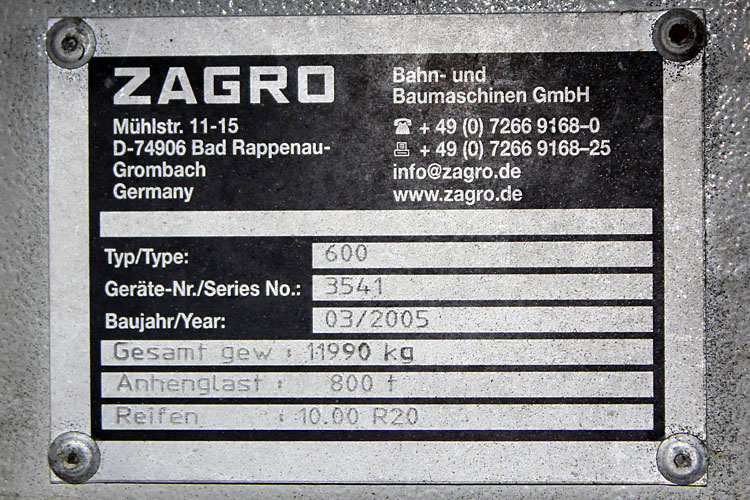 ZAGRO
Bahn- und
Baumaschinen GmbH
Mühlstr. 11-15
D-74906 Bad Rappenau-
Grombach
Germany
☎ + 49 (0) 7266 9168–0
🖷 + 49 (0) 7266 9168–25
info@zagro.de
www.zagro.de
Typ/Type: 600
Geräte-Nr./Series No.: 3541
Baujahr/Year: 03/2005
Gesamt gew : 11990 kg
Anhenglast : 800 t
Reifen : 10.00 R20